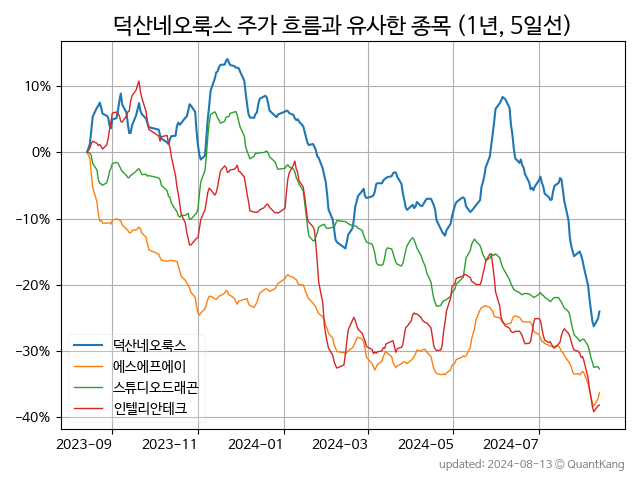 덕산네오룩스 주가 흐름과 유사한 종목 (1년, 5일선)
10%
0%
−10%
−20%
−30%
−40%
덕산네오룩스
에스에프에이
스튜디오드래곤
인텔리안테크
2023-09 2023-11 2024-01 2024-03 2024-05 2024-07
updated: 2024-08-13 © QuantKang